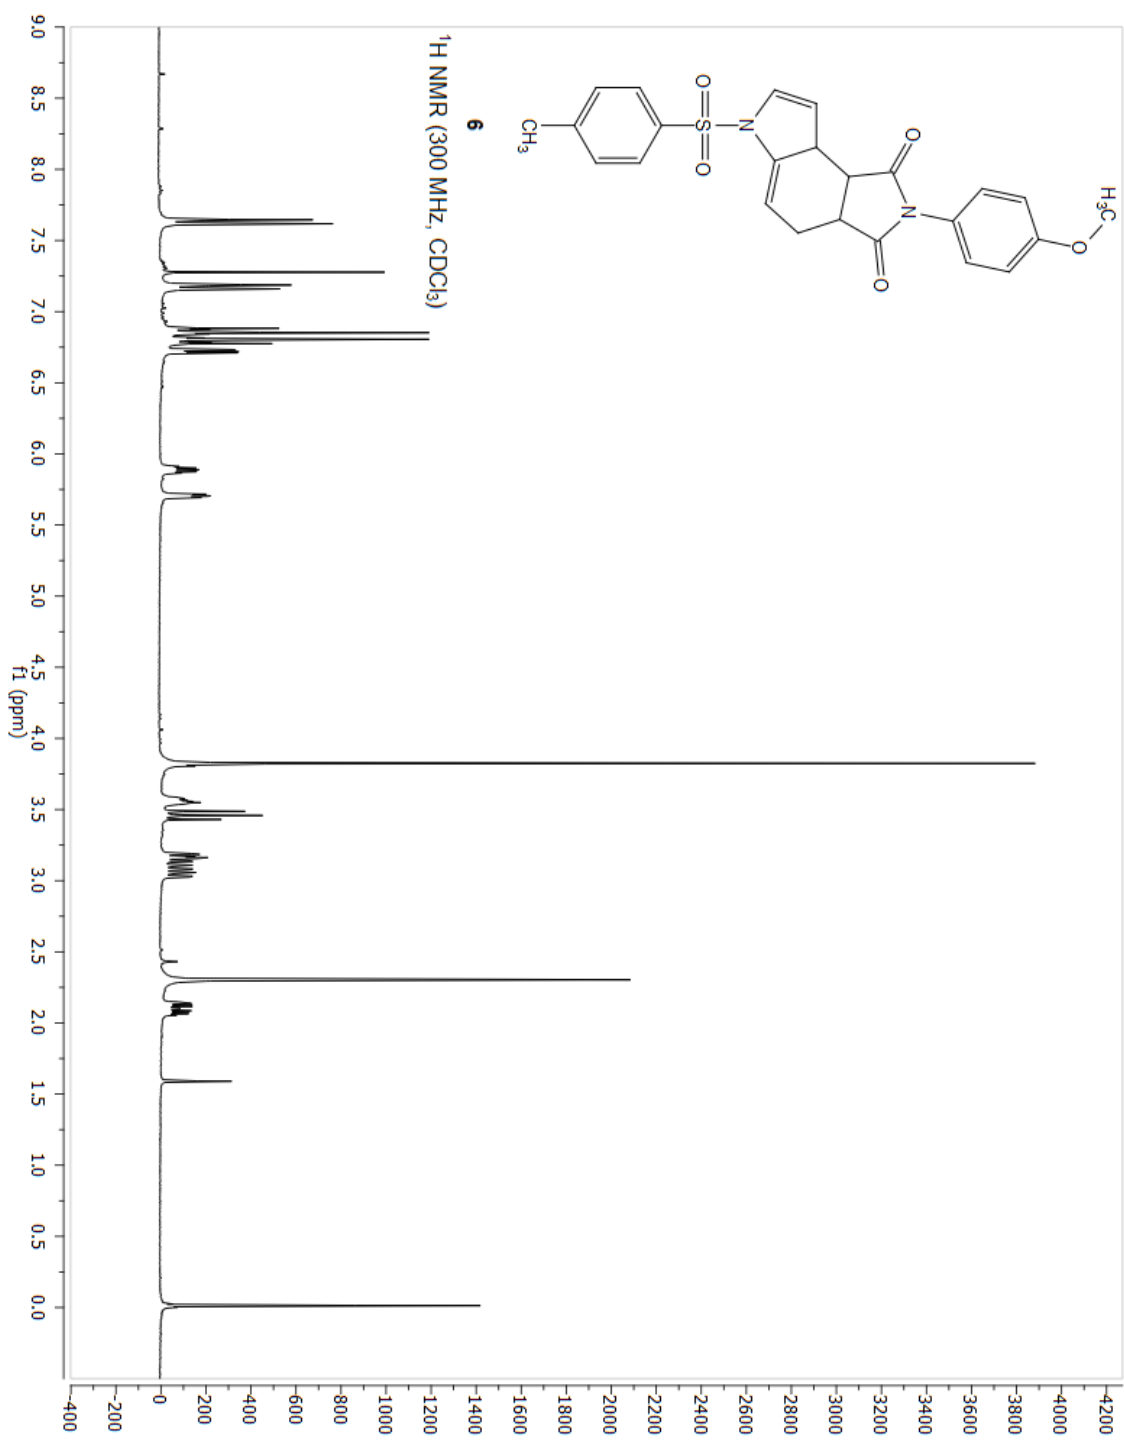 H₃C
O
O
N
O
O
N
S
O
O
CH₃
6
¹H NMR (300 MHz, CDCl₃)
4200
4000
3800
3600
3400
3200
3000
2800
2600
2400
2200
2000
1800
1600
1400
1200
1000
800
600
400
200
0
-200
-400
9.0 8.5 8.0 7.5 7.0 6.5 6.0 5.5 5.0 4.5 4.0 3.5 3.0 2.5 2.0 1.5 1.0 0.5 0.0
f1 (ppm)